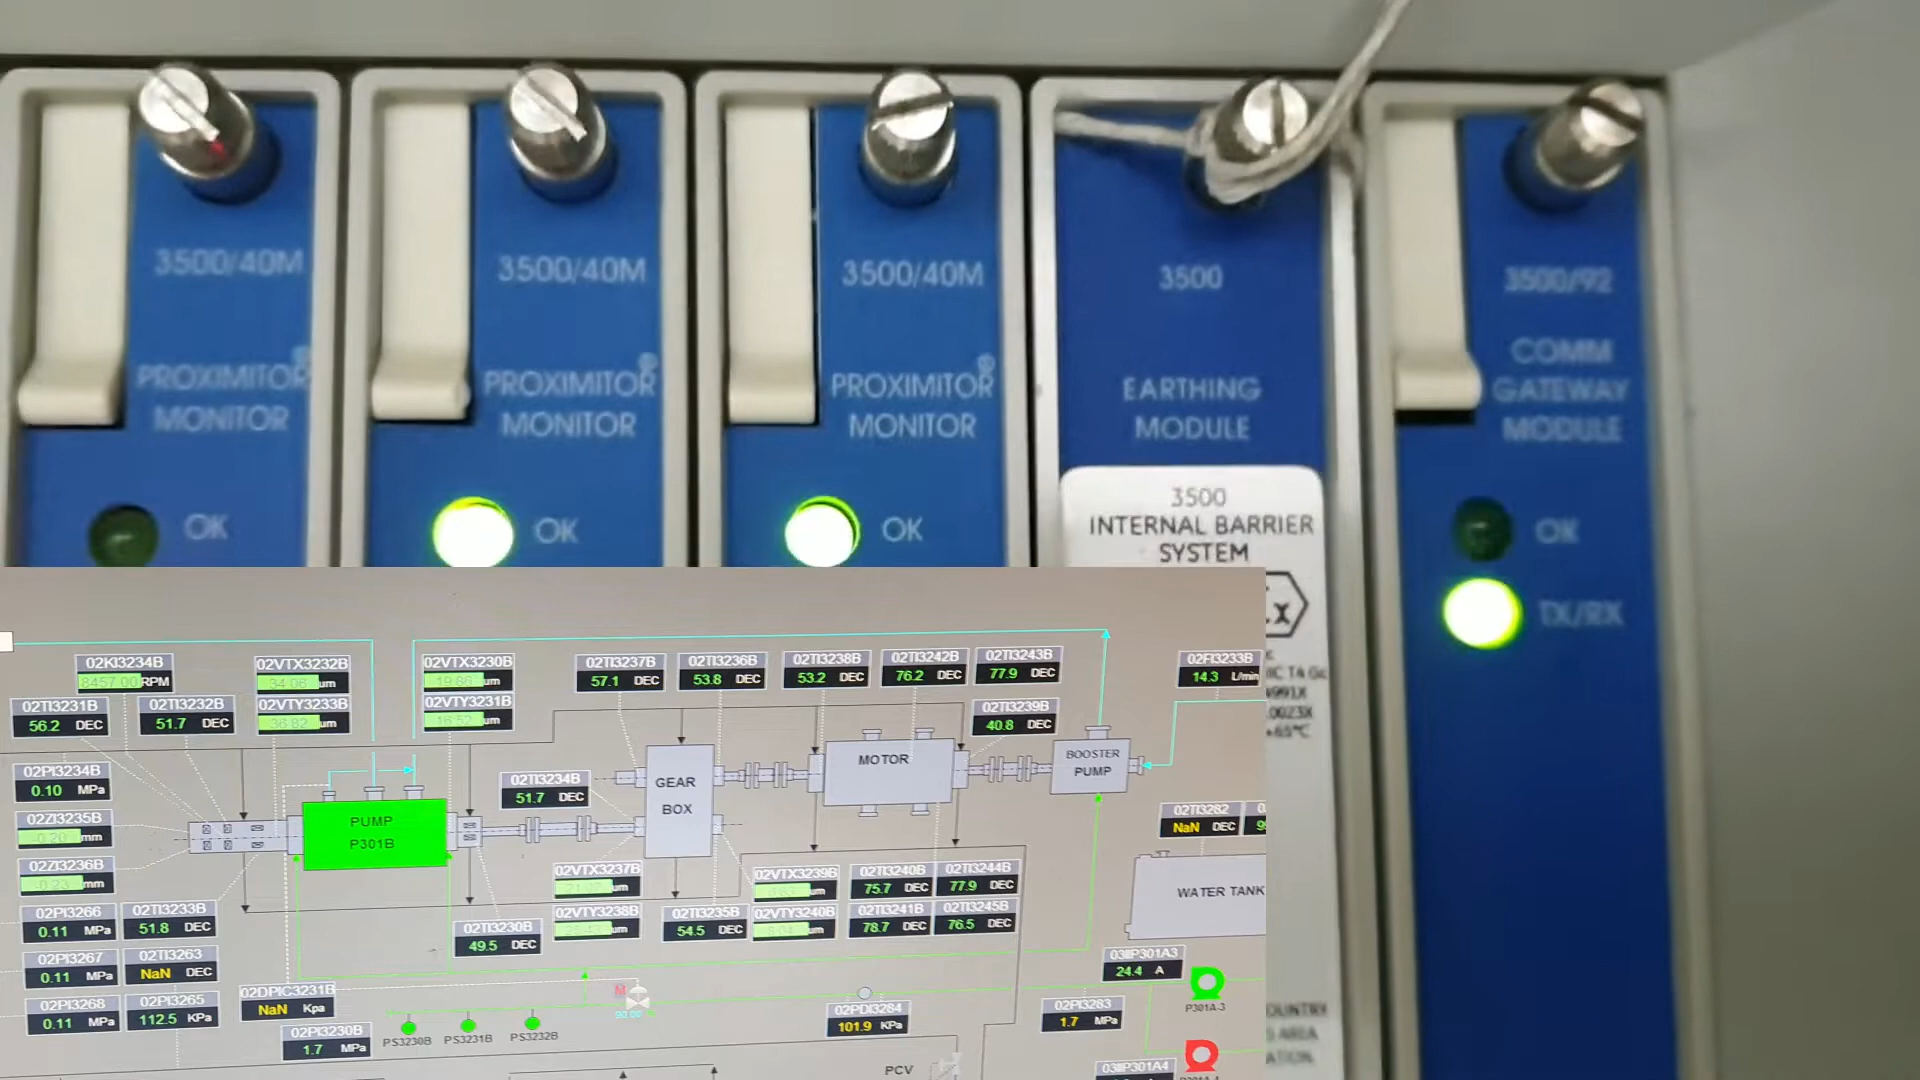 3500/40M
PROXIMITOR®
MONITOR
OK
3500/40M
PROXIMITOR®
MONITOR
OK
3500/40M
PROXIMITOR®
MONITOR
OK
3500
EARTHING
MODULE
3500
INTERNAL BARRIER
SYSTEM
3500/92
COMM
GATEWAY
MODULE
OK
TX/RX
02KI3234B
8457.00 RPM
02VTX3232B
34.06 um
02VTX3230B
um
02TI3237B
57.1 DEC
02TI3236B
53.8 DEC
02TI3238B
53.2 DEC
02TI3242B
76.2 DEC
02TI3243B
77.9 DEC
02FI3233B
14.3 L/min
02TI3231B
56.2 DEC
02TI3232B
51.7 DEC
02VTY3233B
um
02VTY3231B
16.52 um
02TI3239B
40.8 DEC
02PI3234B
0.10 MPa
02TI3234B
51.7 DEC
GEAR
BOX
MOTOR
BOOSTER
PUMP
02ZI3235B
mm
PUMP
P301B
02TI3282
NaN DEC
02ZI3236B
mm
02VTX3237B
um
02VTX3239B
um
02TI3240B
75.7 DEC
02TI3244B
77.9 DEC
WATER TANK
02PI3266
0.11 MPa
02TI3233B
51.8 DEC
02TI3230B
49.5 DEC
02VTY3238B
um
02TI3235B
54.5 DEC
02VTY3240B
um
02TI3241B
78.7 DEC
02TI3245B
76.5 DEC
02PI3267
0.11 MPa
02TI3263
NaN DEC
03IIP301A3
24.4 A
P301A-3
02PI3268
0.11 MPa
02PI3265
112.5 KPa
02DPIC3231B
NaN Kpa
M
02PI3230B
1.7 MPa
PS3230B
PS3231B
PS3232B
02PDI3284
101.9 KPa
02PI3283
1.7 MPa
03IIP301A4
PCV